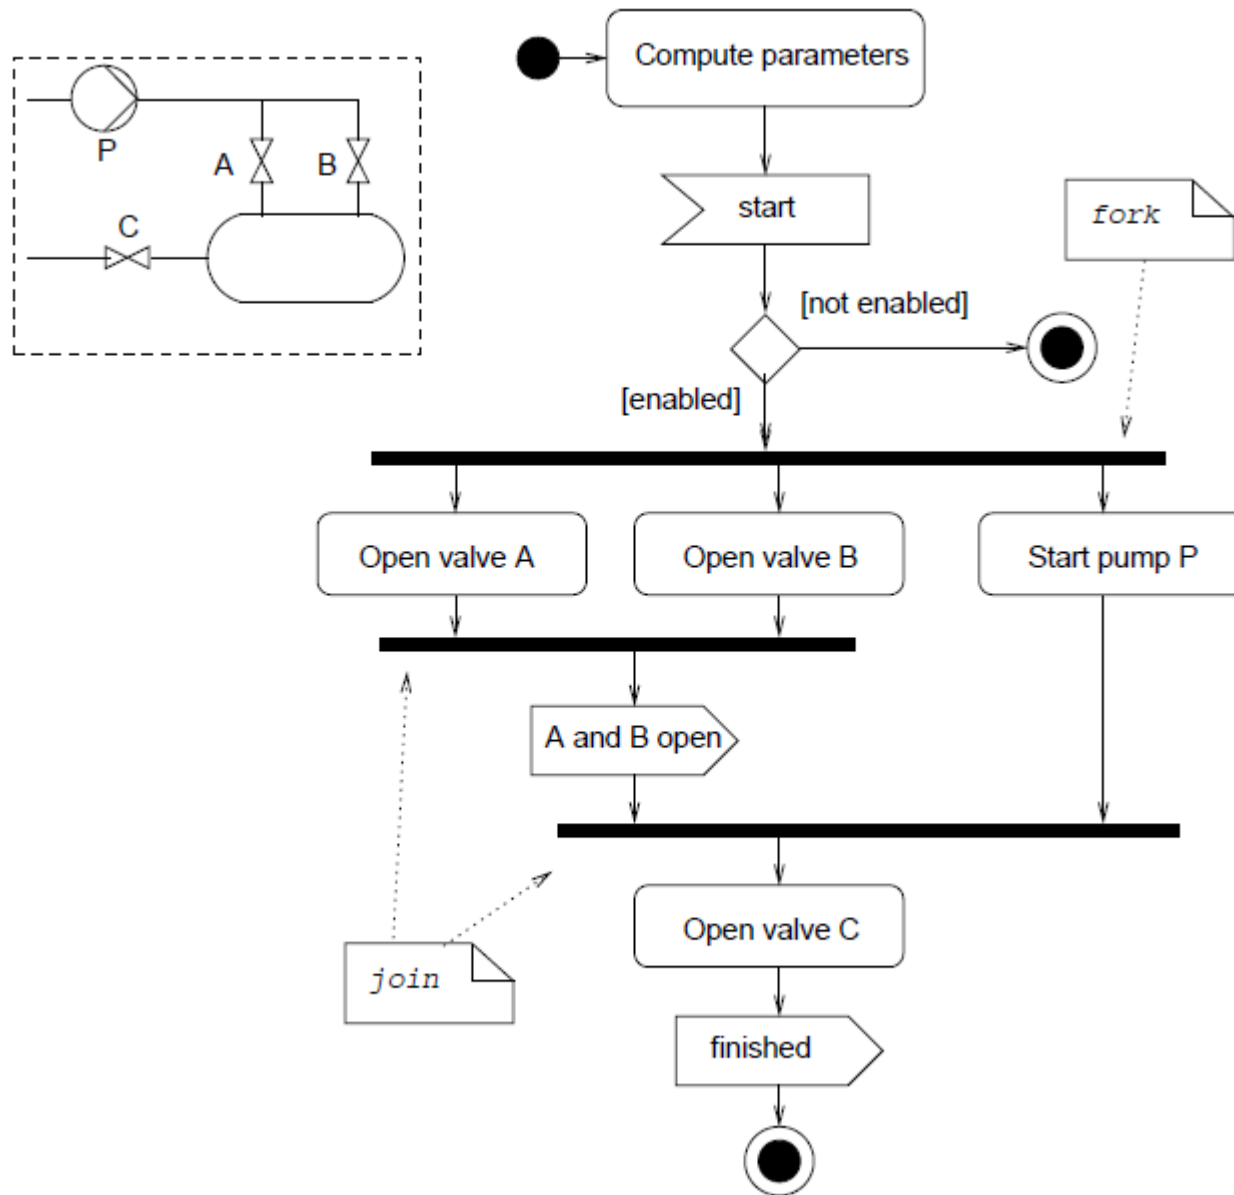 Compute parameters
P
A
B
C
start
fork
[not enabled]
[enabled]
Open valve A
Open valve B
Start pump P
A and B open
join
Open valve C
finished